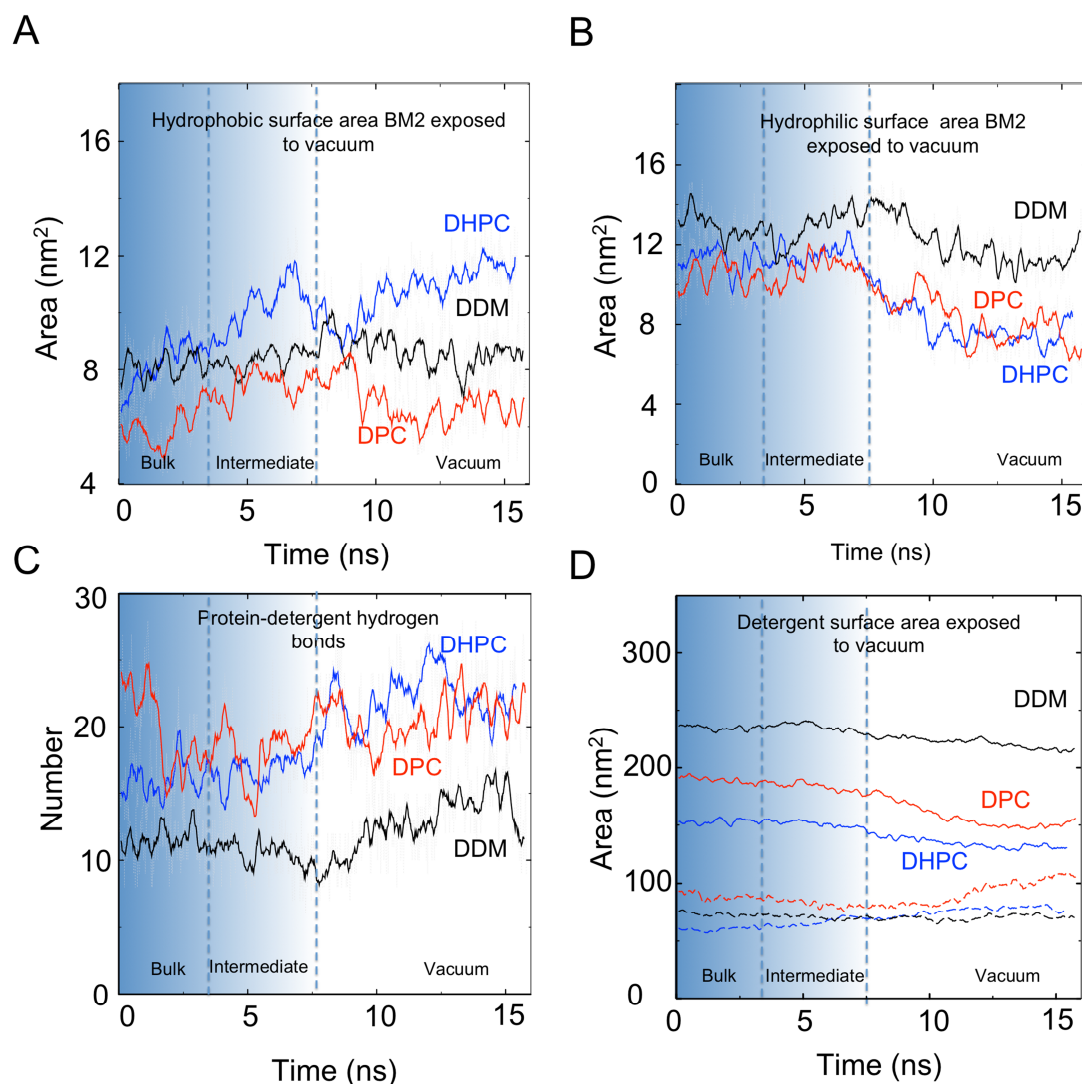 A
Hydrophobic surface area BM2 exposed
to vacuum
DHPC
DDM
DPC
Bulk
Intermediate
Vacuum
16
12
8
4
Area (nm²)
0
5
10
15
Time (ns)
B
Hydrophilic surface area BM2
exposed to vacuum
DDM
DPC
DHPC
Bulk
Intermediate
Vacuum
16
12
8
4
0
Area (nm²)
0
5
10
15
Time (ns)
C
Protein-detergent hydrogen
bonds
DHPC
DPC
DDM
Bulk
Intermediate
Vacuum
30
20
10
0
Number
0
5
10
15
Time (ns)
D
Detergent surface area exposed
to vacuum
DDM
DPC
DHPC
Bulk
Intermediate
Vacuum
300
200
100
0
Area (nm²)
0
5
10
15
Time (ns)